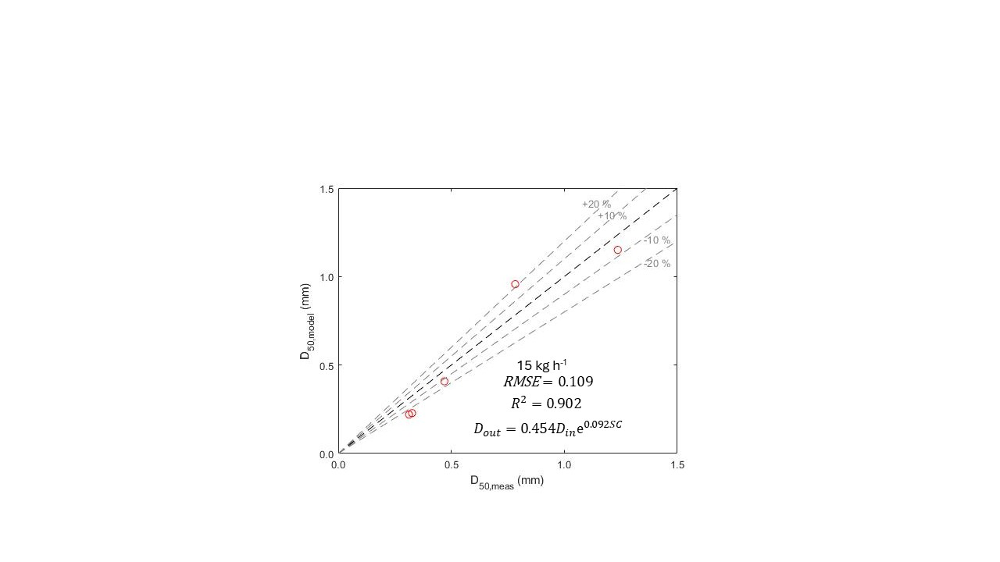 1.5
+20 %
+10 %
-10 %
-20 %
1.0
D50,model (mm)
0.5
15 kg h-1
RMSE = 0.109
R2 = 0.902
Dout = 0.454Dine0.092SC
0.0
0.0 0.5 1.0 1.5
D50,meas (mm)